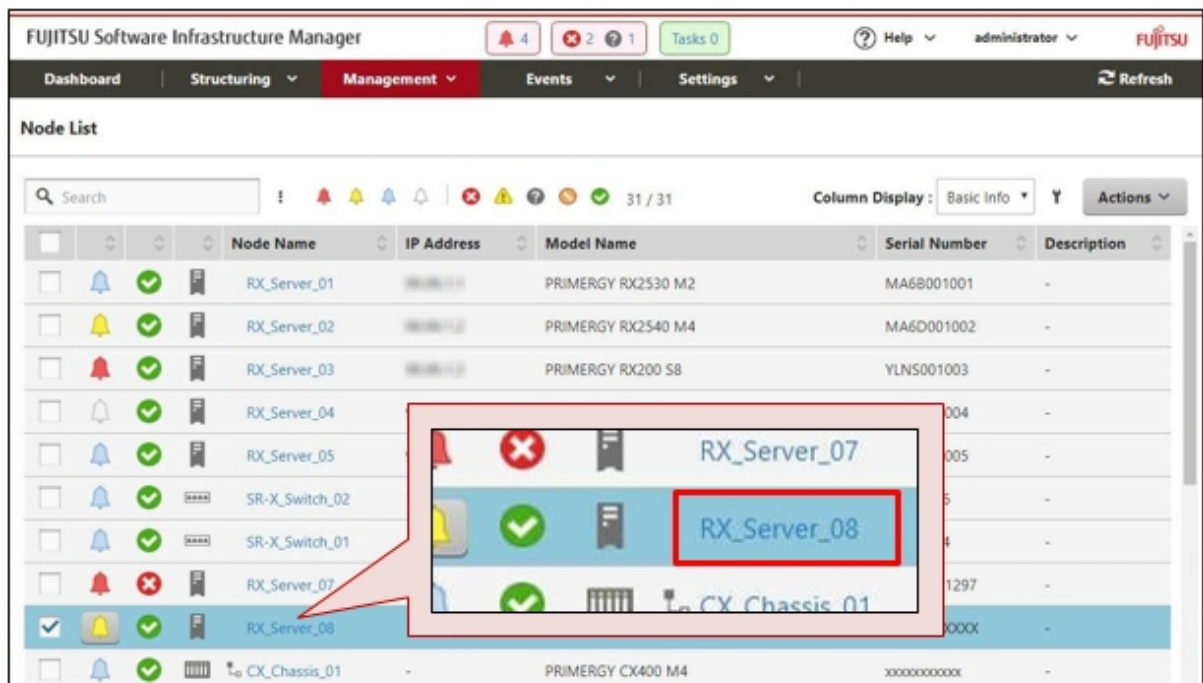 FUJITSU Software Infrastructure Manager 4 2 1 Tasks 0 Help administrator FUJITSU
Dashboard Structuring Management Events Settings Refresh
Node List
Search 31 / 31 Column Display : Basic Info Actions
Node Name IP Address Model Name Serial Number Description
RX_Server_01 PRIMERGY RX2530 M2 MA6B001001 -
RX_Server_02 PRIMERGY RX2540 M4 MA6D001002 -
RX_Server_03 PRIMERGY RX200 S8 YLNS001003 -
RX_Server_04 004 -
RX_Server_05 005 -
SR-X_Switch_02 -
SR-X_Switch_01 -
RX_Server_07 1297 -
RX_Server_08 -
CX_Chassis_01 - PRIMERGY CX400 M4 xxxxxxxxxxx -
RX_Server_07
RX_Server_08
CX_Chassis_01